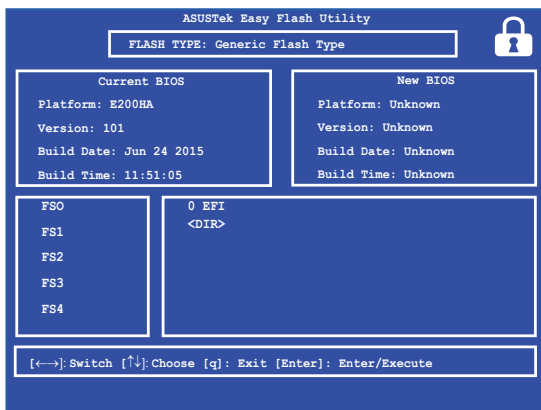 ASUSTek Easy Flash Utility
FLASH TYPE: Generic Flash Type
Current BIOS
Platform: E200HA
Version: 101
Build Date: Jun 24 2015
Build Time: 11:51:05
New BIOS
Platform: Unknown
Version: Unknown
Build Date: Unknown
Build Time: Unknown
FS0
FS1
FS2
FS3
FS4
0 EFI
<DIR>
[←→]: Switch [↑↓]: Choose [q]: Exit [Enter]: Enter/Execute